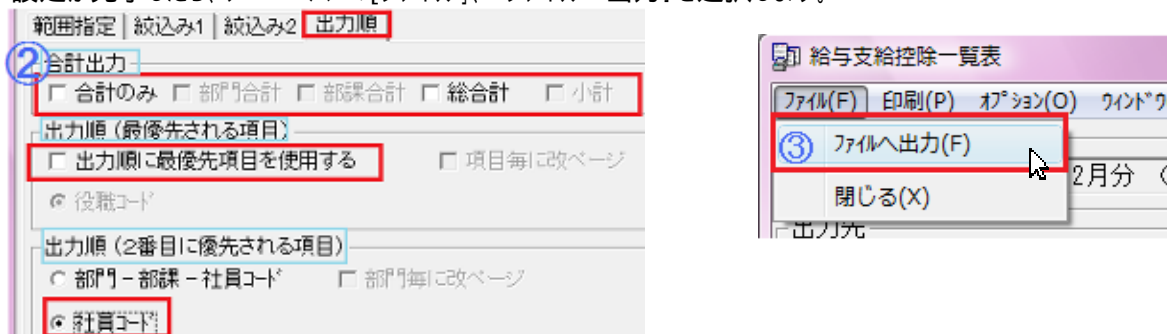 範囲指定 絞込み1 絞込み2 出力順
②
合計出力
合計のみ 部門合計 部課合計 総合計 小計
出力順（最優先される項目）
出力順に最優先項目を使用する 項目毎に改ページ
役職コード
出力順（2番目に優先される項目）
部門－部課－社員コード 部門毎に改ページ
社員コード
給与支給控除一覧表
ファイル(F) 印刷(P) オプション(O) ウィンドウ
③ ファイルへ出力(F)
2月分
閉じる(X)
出力先